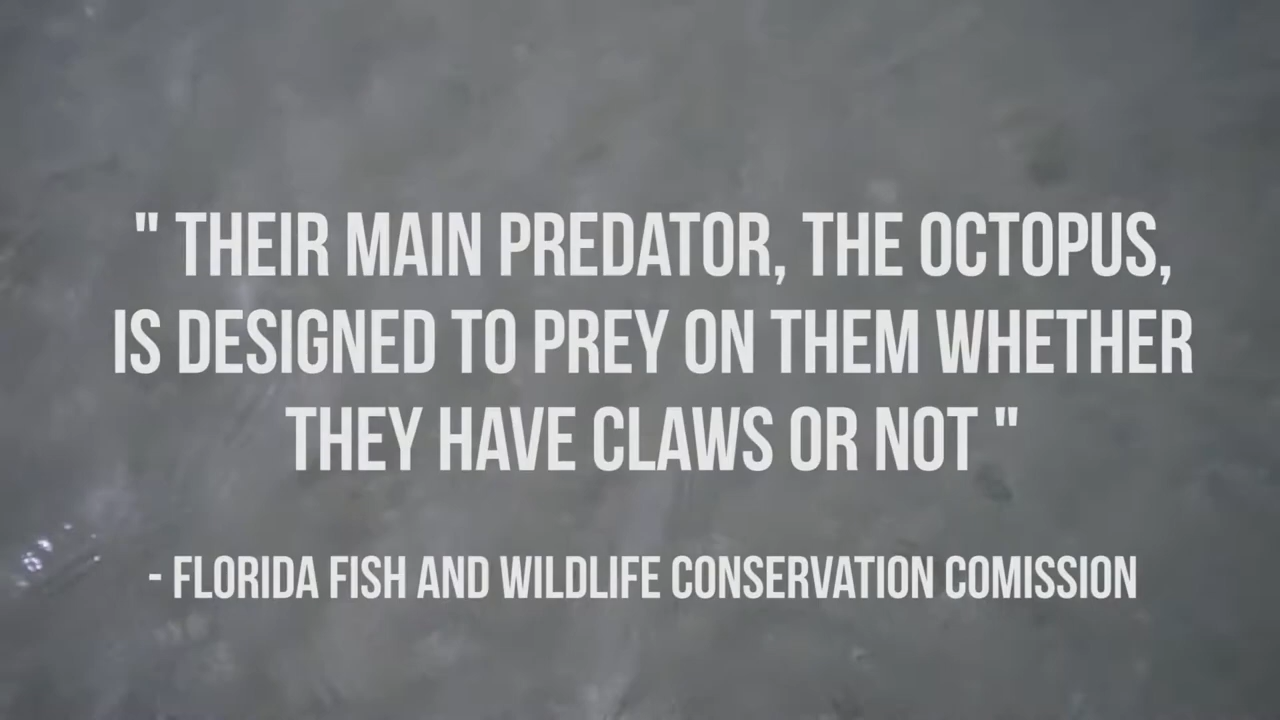 " THEIR MAIN PREDATOR, THE OCTOPUS,
IS DESIGNED TO PREY ON THEM WHETHER
THEY HAVE CLAWS OR NOT "
- FLORIDA FISH AND WILDLIFE CONSERVATION COMISSION